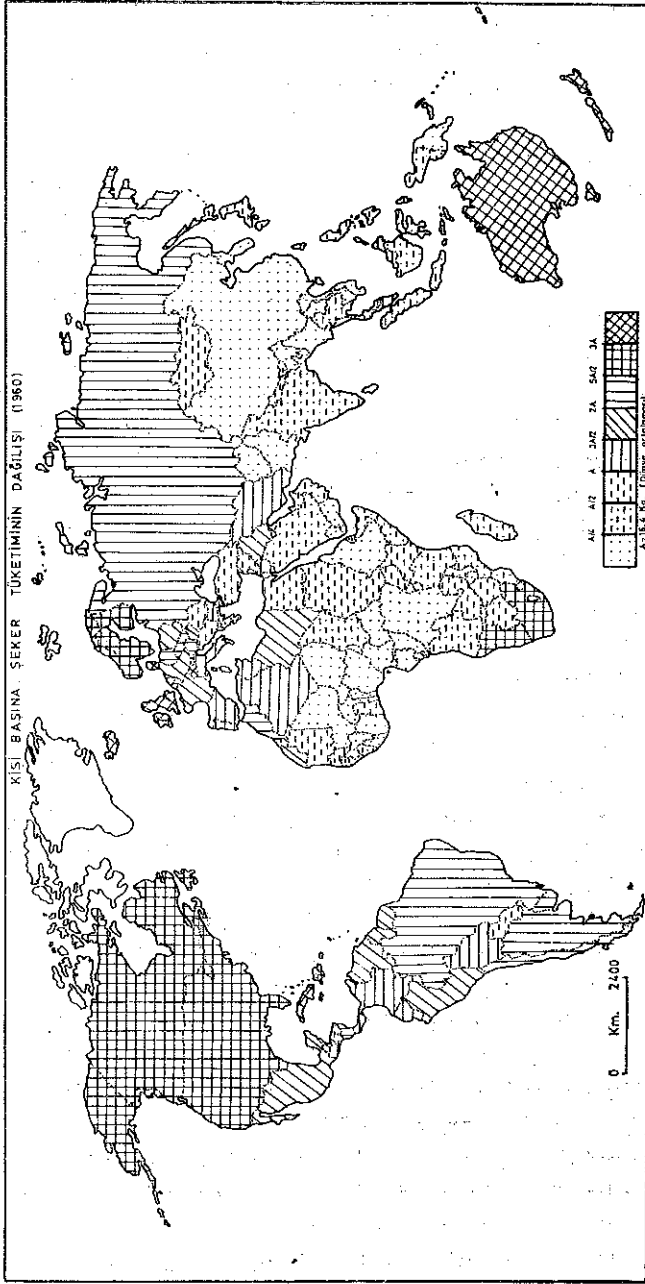 KİŞİ BAŞINA ŞEKER TÜKETİMİNİN DAĞILIŞI (1960)
A/4 A/2 A 3A/2 2A 5A/2 3A
0 Km. 2400